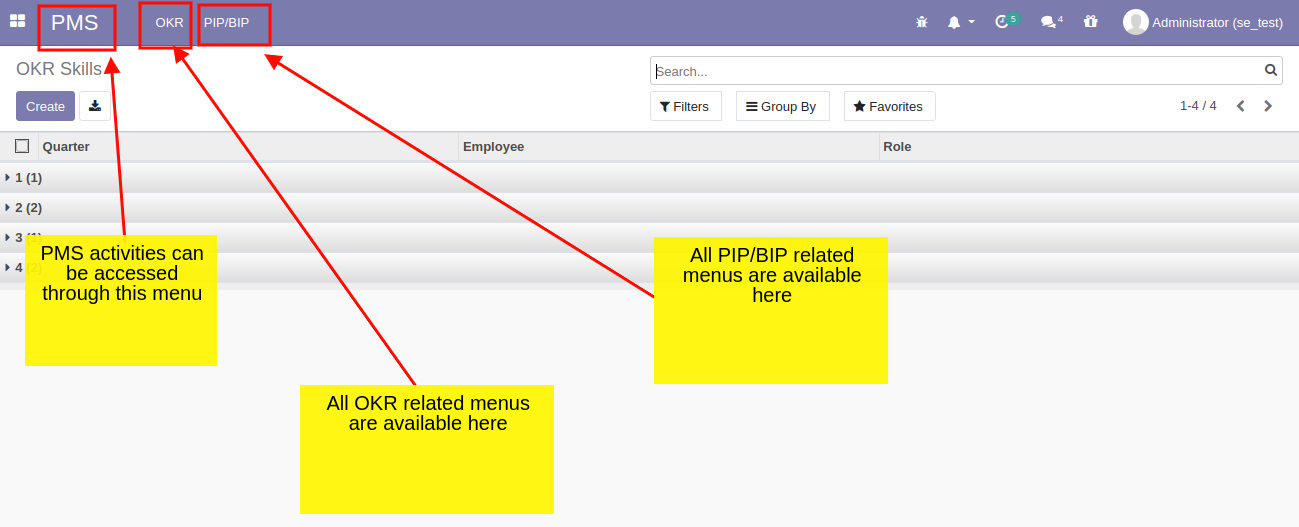 PMS OKR PIP/BIP 5 4 Administrator (se_test)
OKR Skills
Search...
Create Filters Group By Favorites 1-4 / 4
Quarter Employee Role
1 (1)
2 (2)
3 (1)
4 (2)
PMS activities can
be accessed
through this menu
All PIP/BIP related
menus are available
here
All OKR related menus
are available here